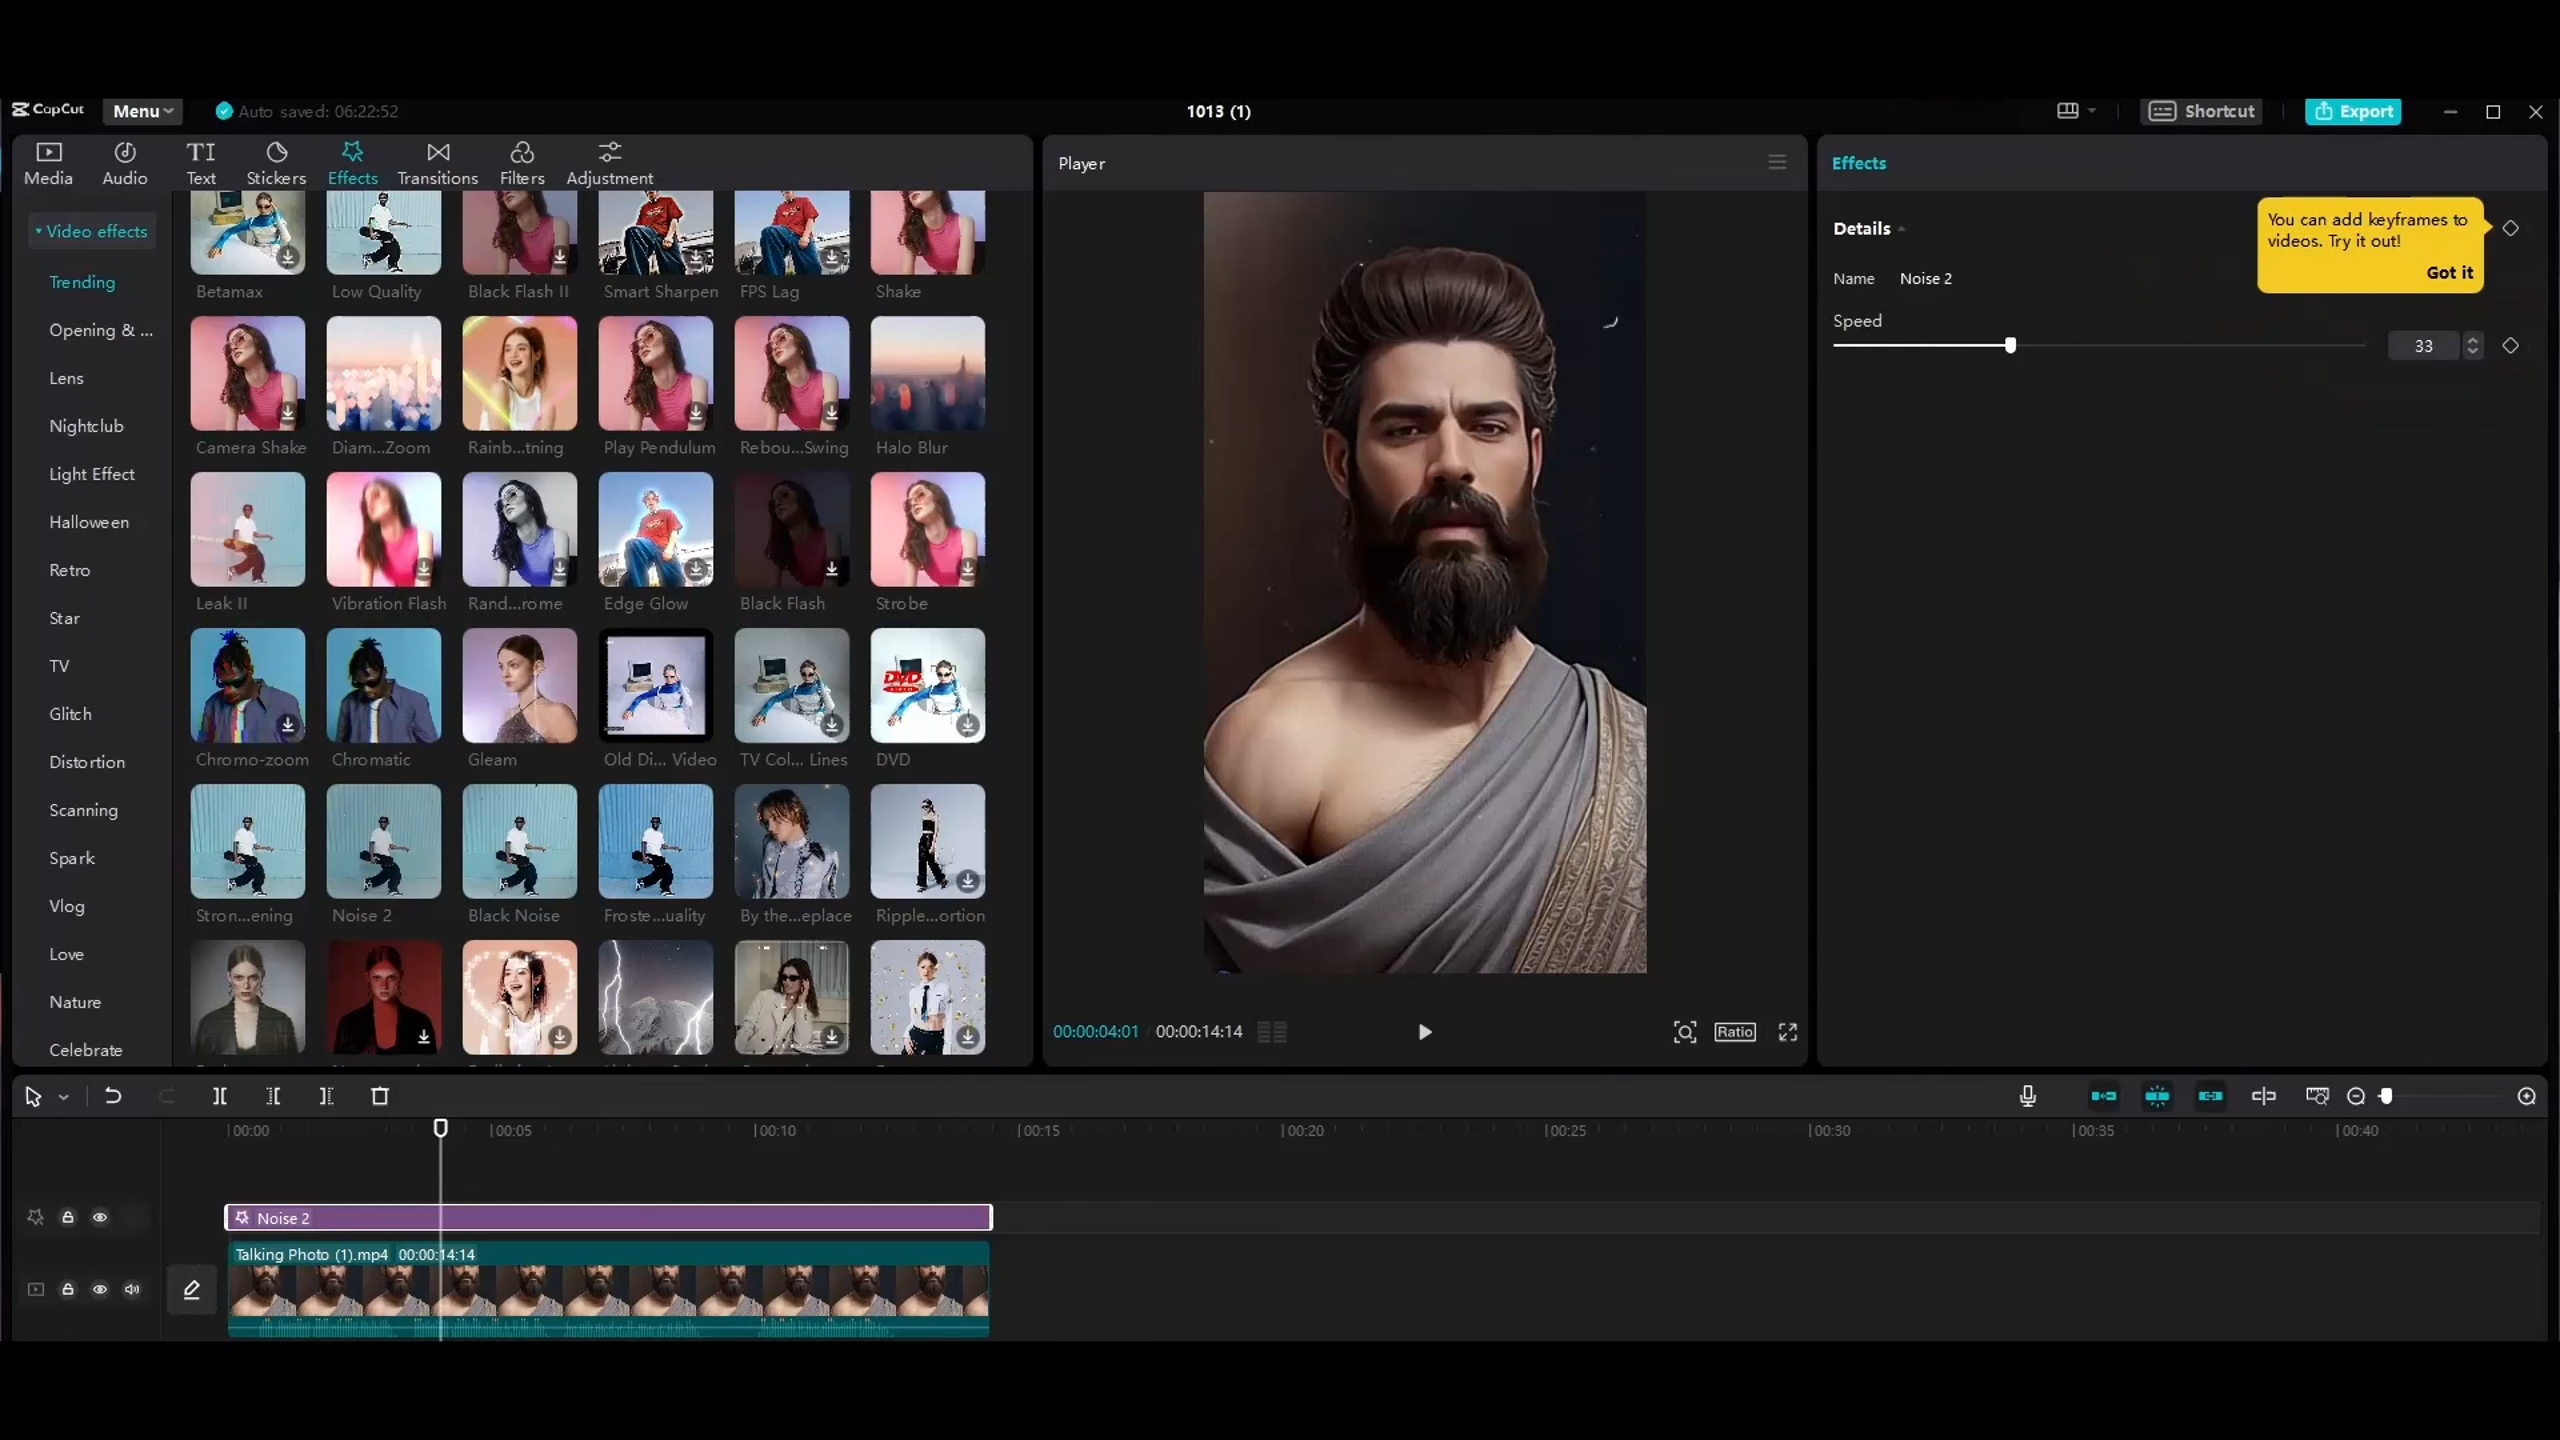 CapCut
Menu
Auto saved: 06:22:52
1013 (1)
Shortcut
Export
Media
Audio
Text
Stickers
Effects
Transitions
Filters
Adjustment
Video effects
Trending
Opening & ...
Lens
Nightclub
Light Effect
Halloween
Retro
Star
TV
Glitch
Distortion
Scanning
Spark
Vlog
Love
Nature
Celebrate
Betamax
Low Quality
Black Flash II
Smart Sharpen
FPS Lag
Shake
Camera Shake
Diam...Zoom
Rainb...tning
Play Pendulum
Rebou...Swing
Halo Blur
Leak II
Vibration Flash
Rand...rome
Edge Glow
Black Flash
Strobe
Chromo-zoom
Chromatic
Gleam
Old Di... Video
TV Col... Lines
DVD
DVD
Stron...ening
Noise 2
Black Noise
Froste...uality
By the...eplace
Ripple...ortion
Player
00:00:04:01
00:00:14:14
Ratio
Effects
Details
Name
Noise 2
Speed
33
You can add keyframes to
videos. Try it out!
Got it
00:00
00:05
00:10
00:15
00:20
00:25
00:30
00:35
00:40
Noise 2
Talking Photo (1).mp4
00:00:14:14